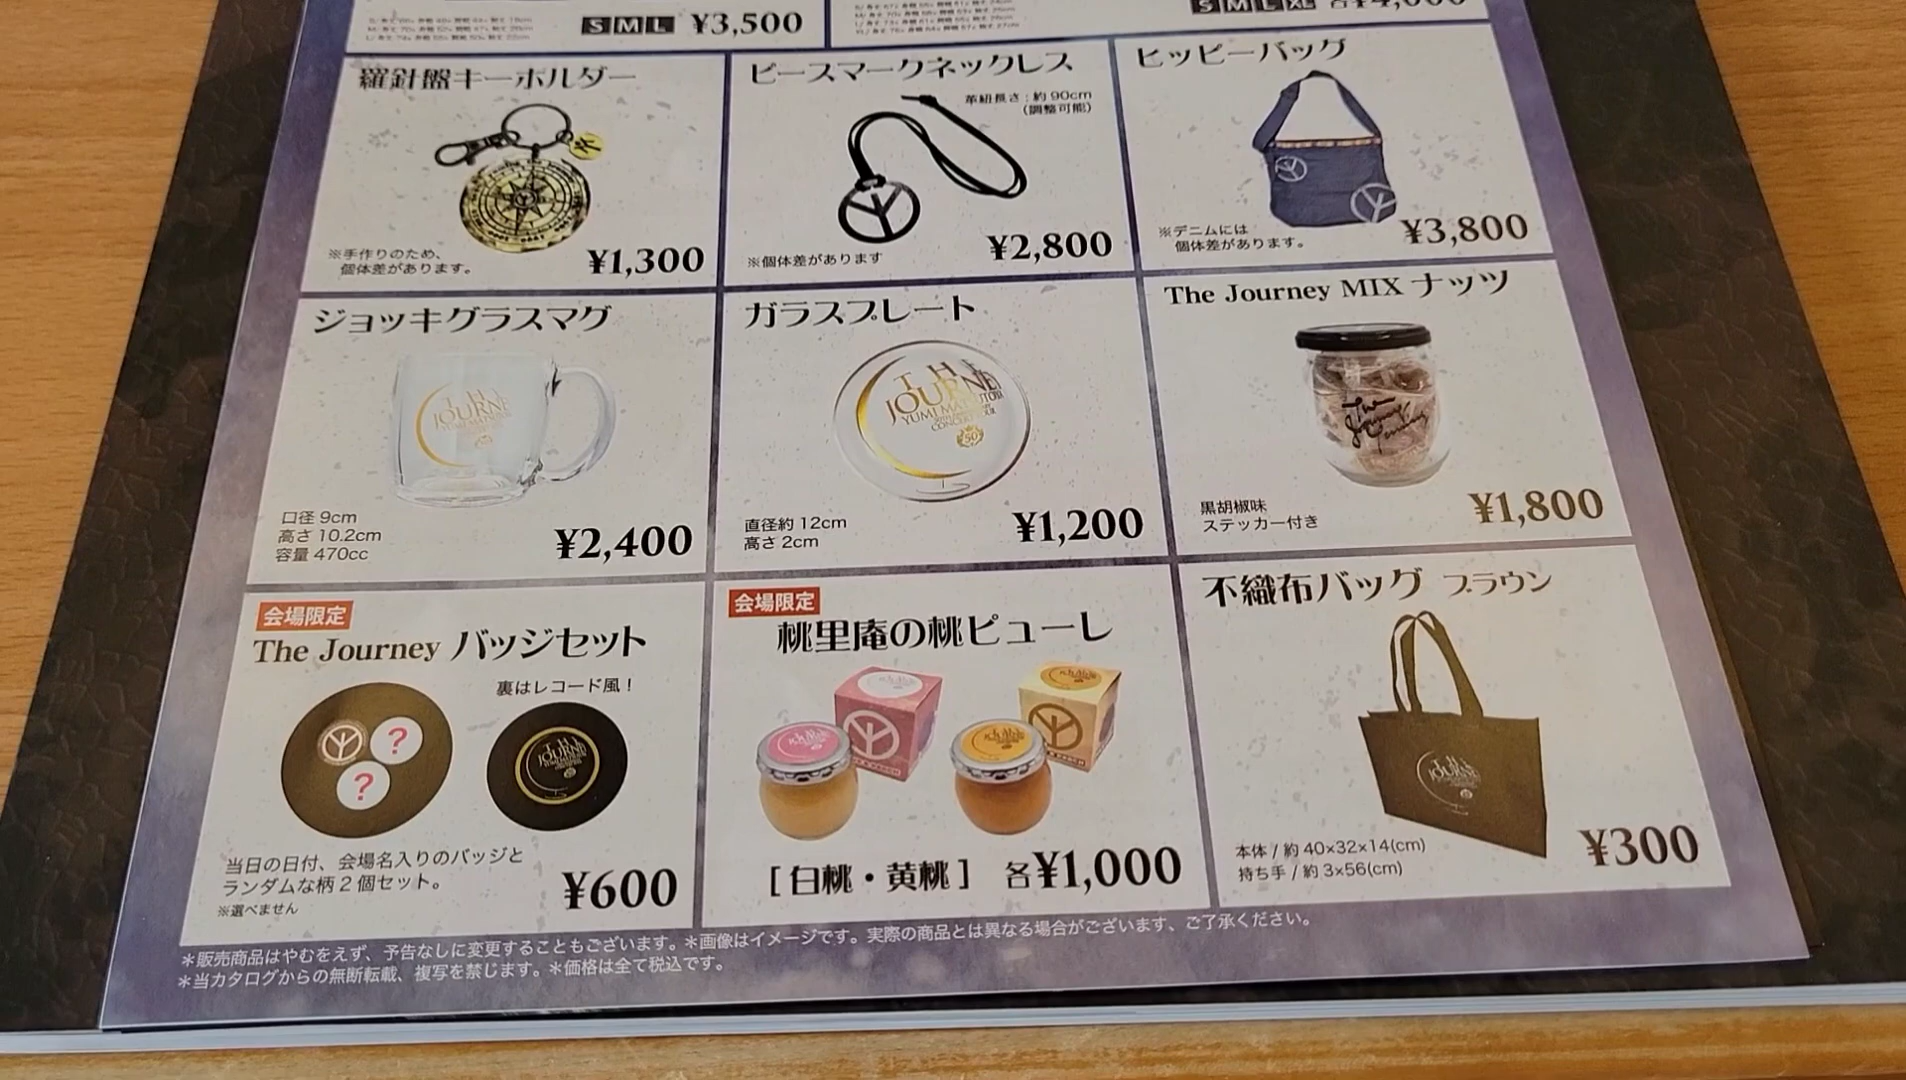 S M L ¥3,500
S M L XL 各¥4,000
羅針盤キーホルダー
※手作りのため、
個体差があります。
¥1,300
ピースマークネックレス
革紐長さ：約90cm
（調整可能）
※個体差があります
¥2,800
ヒッピーバッグ
※デニムには
個体差があります。
¥3,800
ジョッキグラスマグ
口径 9cm
高さ 10.2cm
容量 470cc
¥2,400
ガラスプレート
THE
JOURNEY
YUMI MATSUTOYA
CONCERT TOUR
50
直径約 12cm
高さ 2cm
¥1,200
The Journey MIX ナッツ
黒胡椒味
ステッカー付き
¥1,800
会場限定
The Journey バッジセット
裏はレコード風！
? ?
当日の日付、会場名入りのバッジと
ランダムな柄 2 個セット。
※選べません
¥600
会場限定
桃里庵の桃ピューレ
［白桃・黄桃］ 各¥1,000
不織布バッグ ブラウン
本体 / 約 40×32×14(cm)
持ち手 / 約 3×56(cm)
¥300
＊販売商品はやむをえず、予告なしに変更することもございます。＊画像はイメージです。実際の商品とは異なる場合がございます、ご了承ください。
＊当カタログからの無断転載、複写を禁じます。＊価格は全て税込です。